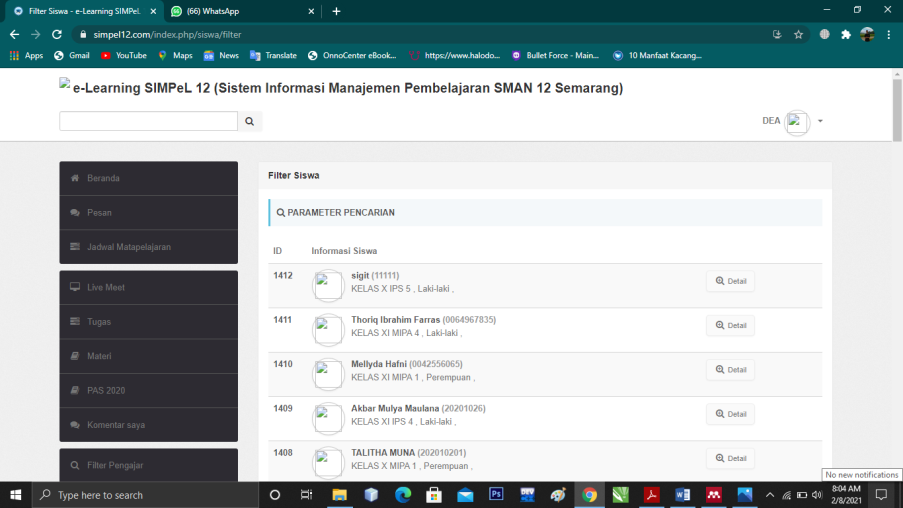 Filter Siswa - e-Learning SIMPeL
(66) WhatsApp
simpel12.com/index.php/siswa/filter
Apps Gmail YouTube Maps News Translate OnnoCenter eBook... https://www.halodo... Bullet Force - Main... 10 Manfaat Kacang...
e-Learning SIMPeL 12 (Sistem Informasi Manajemen Pembelajaran SMAN 12 Semarang)
DEA
Beranda
Pesan
Jadwal Matapelajaran
Live Meet
Tugas
Materi
PAS 2020
Komentar saya
Filter Pengajar
Filter Siswa
PARAMETER PENCARIAN
ID Informasi Siswa
1412 sigit (11111) Detail
KELAS X IPS 5 , Laki-laki ,
1411 Thoriq Ibrahim Farras (0064967835) Detail
KELAS XI MIPA 4 , Laki-laki ,
1410 Mellyda Hafni (0042556065) Detail
KELAS XI MIPA 1 , Perempuan ,
1409 Akbar Mulya Maulana (20201026) Detail
KELAS XI IPS 4 , Laki-laki ,
1408 TALITHA MUNA (202010201) Detail
KELAS X MIPA 1 , Perempuan ,
No new notifications
Type here to search
Ps
DEV
8:04 AM
2/8/2021